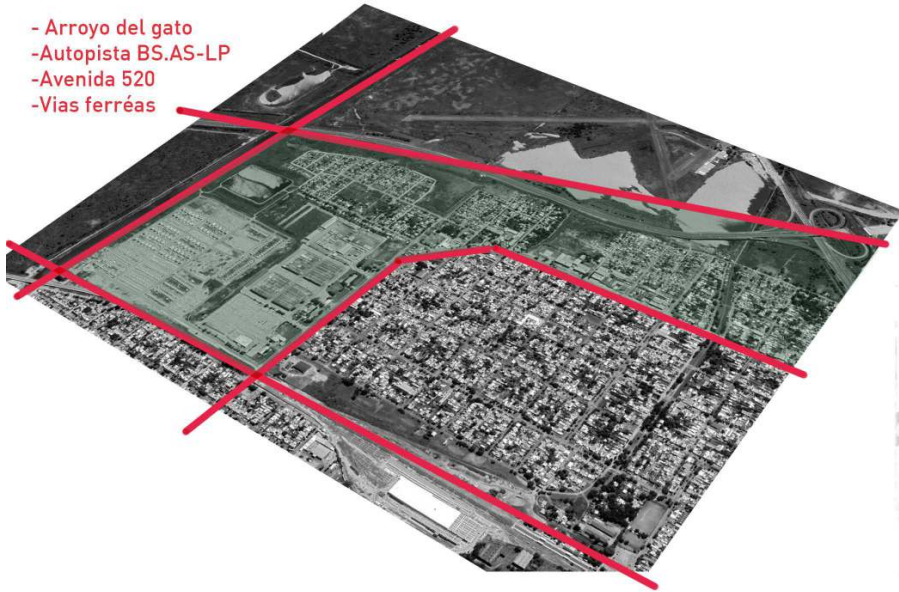 - Arroyo del gato
-Autopista BS.AS-LP
-Avenida 520
-Vias ferréas